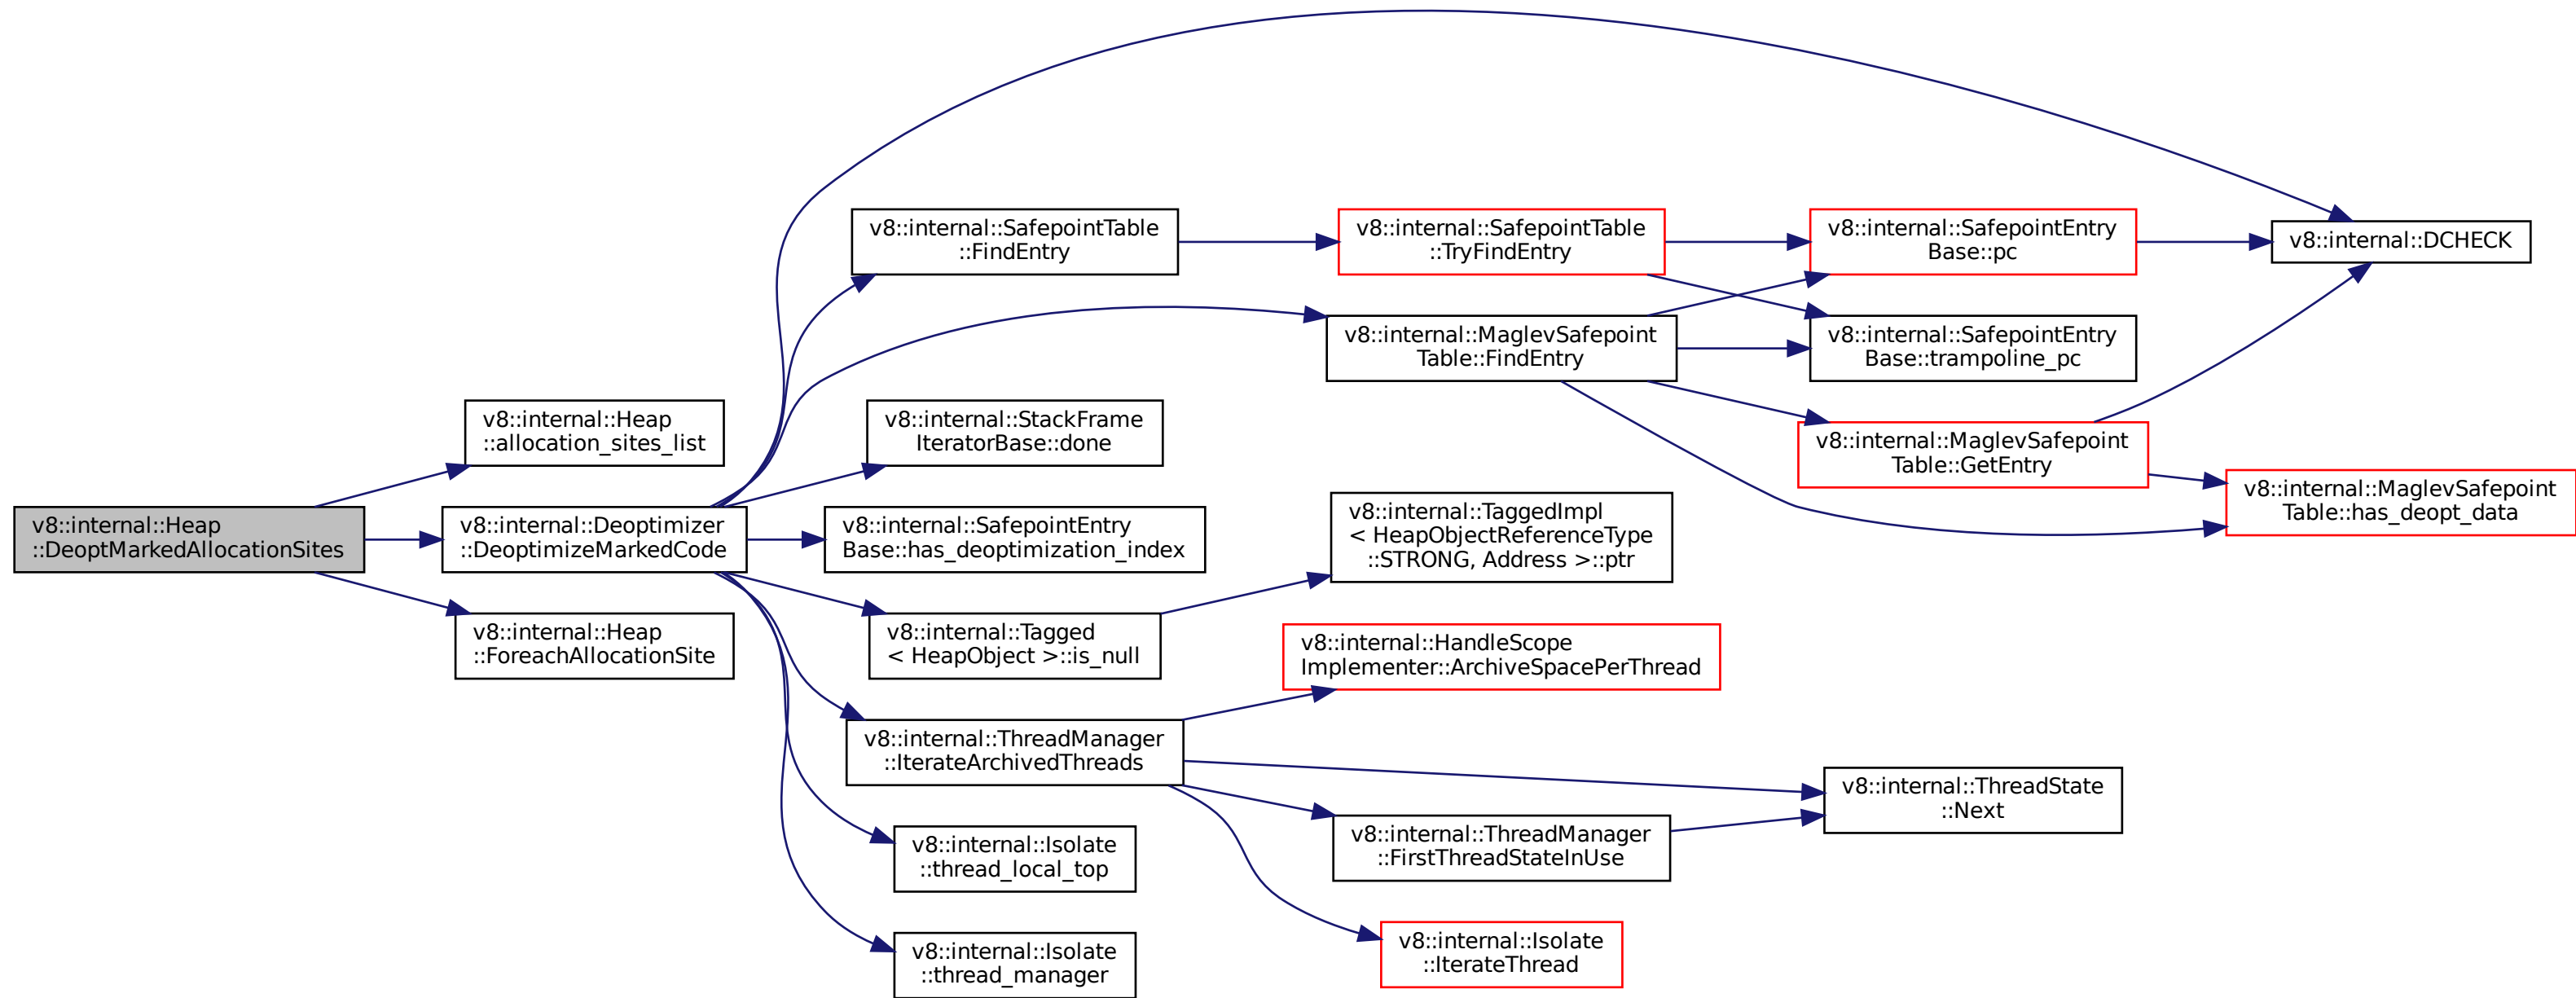 v8::internal::Heap
::DeoptMarkedAllocationSites
v8::internal::Heap
::allocation_sites_list
v8::internal::Deoptimizer
::DeoptimizeMarkedCode
v8::internal::Heap
::ForeachAllocationSite
v8::internal::SafepointTable
::FindEntry
v8::internal::StackFrame
IteratorBase::done
v8::internal::SafepointEntry
Base::has_deoptimization_index
v8::internal::Tagged
< HeapObject >::is_null
v8::internal::ThreadManager
::IterateArchivedThreads
v8::internal::Isolate
::thread_local_top
v8::internal::Isolate
::thread_manager
v8::internal::SafepointTable
::TryFindEntry
v8::internal::MaglevSafepoint
Table::FindEntry
v8::internal::TaggedImpl
< HeapObjectReferenceType
::STRONG, Address >::ptr
v8::internal::HandleScope
Implementer::ArchiveSpacePerThread
v8::internal::ThreadManager
::FirstThreadStateInUse
v8::internal::Isolate
::IterateThread
v8::internal::SafepointEntry
Base::pc
v8::internal::SafepointEntry
Base::trampoline_pc
v8::internal::MaglevSafepoint
Table::GetEntry
v8::internal::ThreadState
::Next
v8::internal::DCHECK
v8::internal::MaglevSafepoint
Table::has_deopt_data